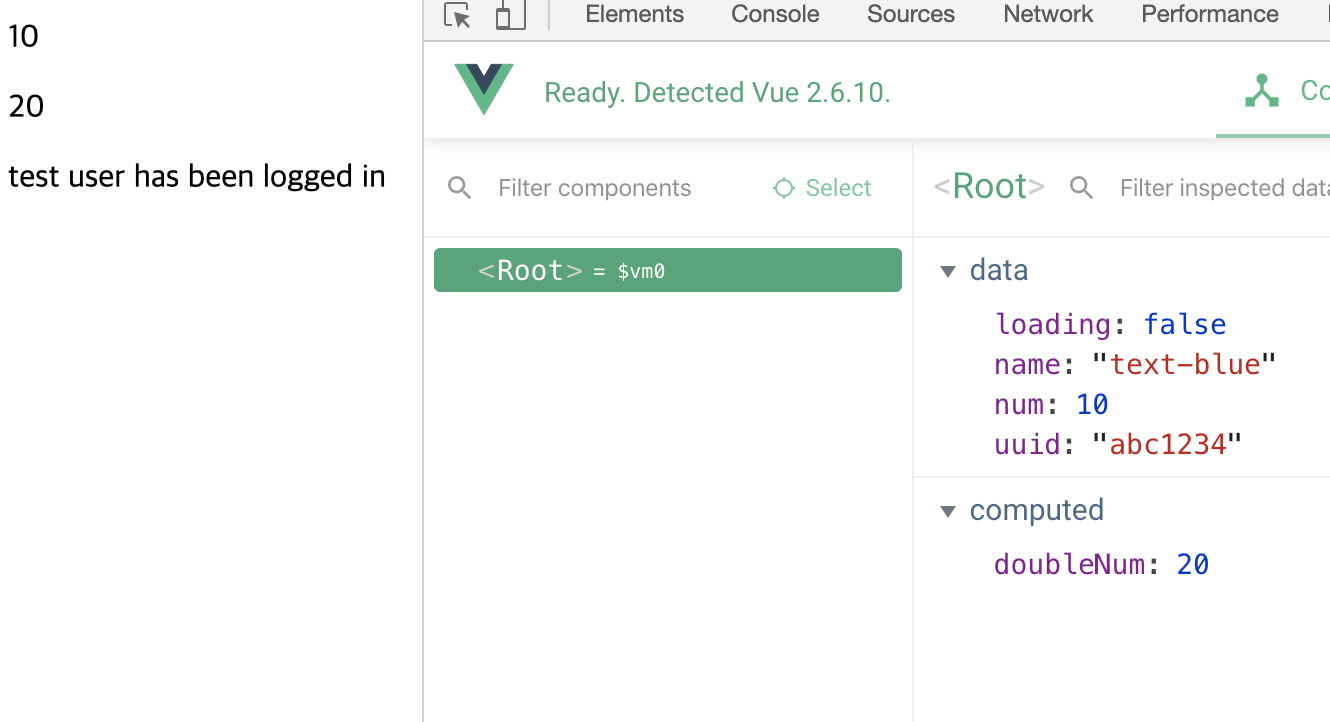 10
20
test user has been logged in
Elements Console Sources Network Performance
Ready. Detected Vue 2.6.10.
Co
Filter components
Select
<Root>
Filter inspected data
<Root> = $vm0
data
loading: false
name: "text-blue"
num: 10
uuid: "abc1234"
computed
doubleNum: 20